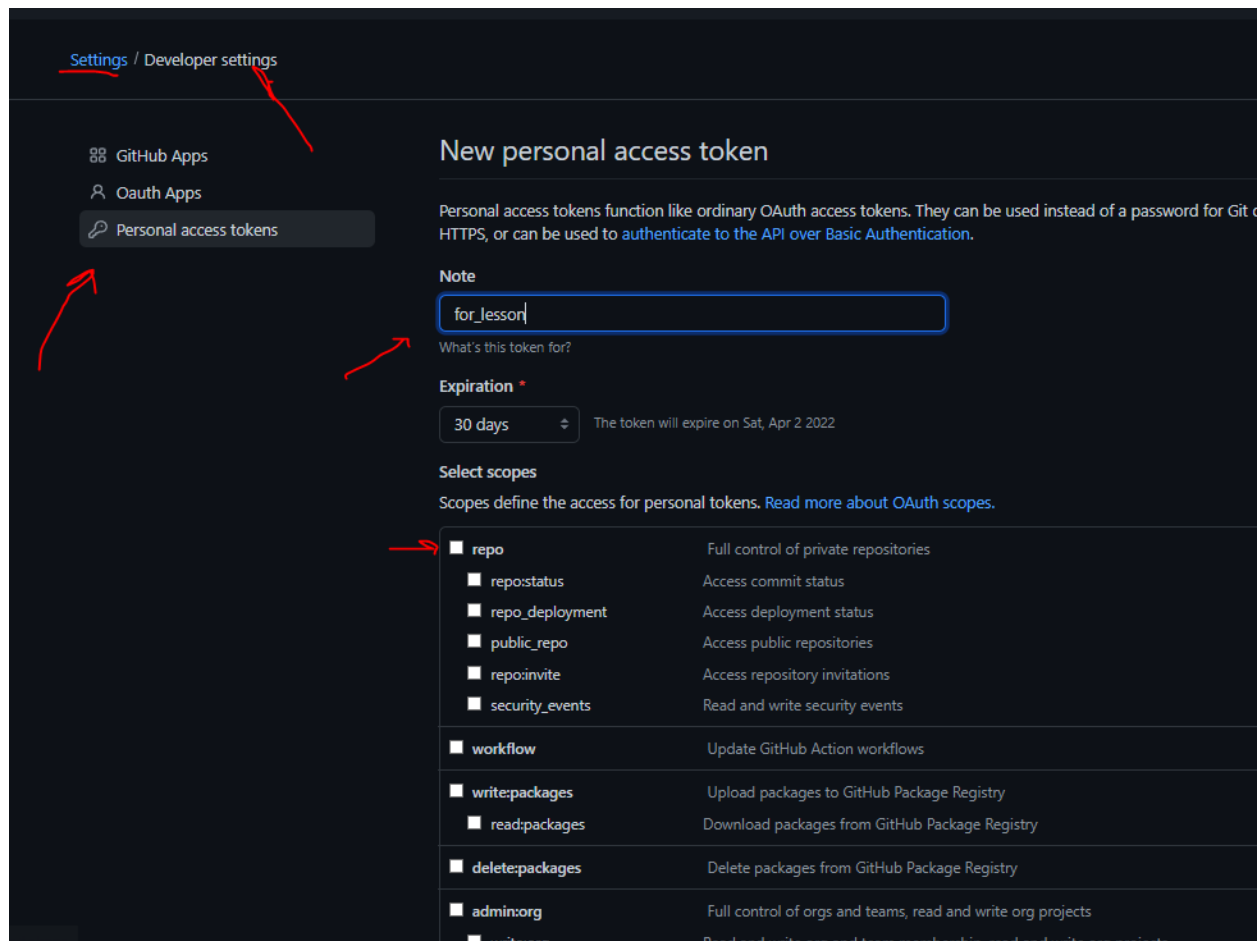 Settings / Developer settings
GitHub Apps
Oauth Apps
Personal access tokens
New personal access token
Personal access tokens function like ordinary OAuth access tokens. They can be used instead of a password for Git
HTTPS, or can be used to authenticate to the API over Basic Authentication.
Note
for_lesson
What's this token for?
Expiration *
30 days
The token will expire on Sat, Apr 2 2022
Select scopes
Scopes define the access for personal tokens. Read more about OAuth scopes.
repo Full control of private repositories
repo:status Access commit status
repo_deployment Access deployment status
public_repo Access public repositories
repo:invite Access repository invitations
security_events Read and write security events
workflow Update GitHub Action workflows
write:packages Upload packages to GitHub Package Registry
read:packages Download packages from GitHub Package Registry
delete:packages Delete packages from GitHub Package Registry
admin:org Full control of orgs and teams, read and write org projects